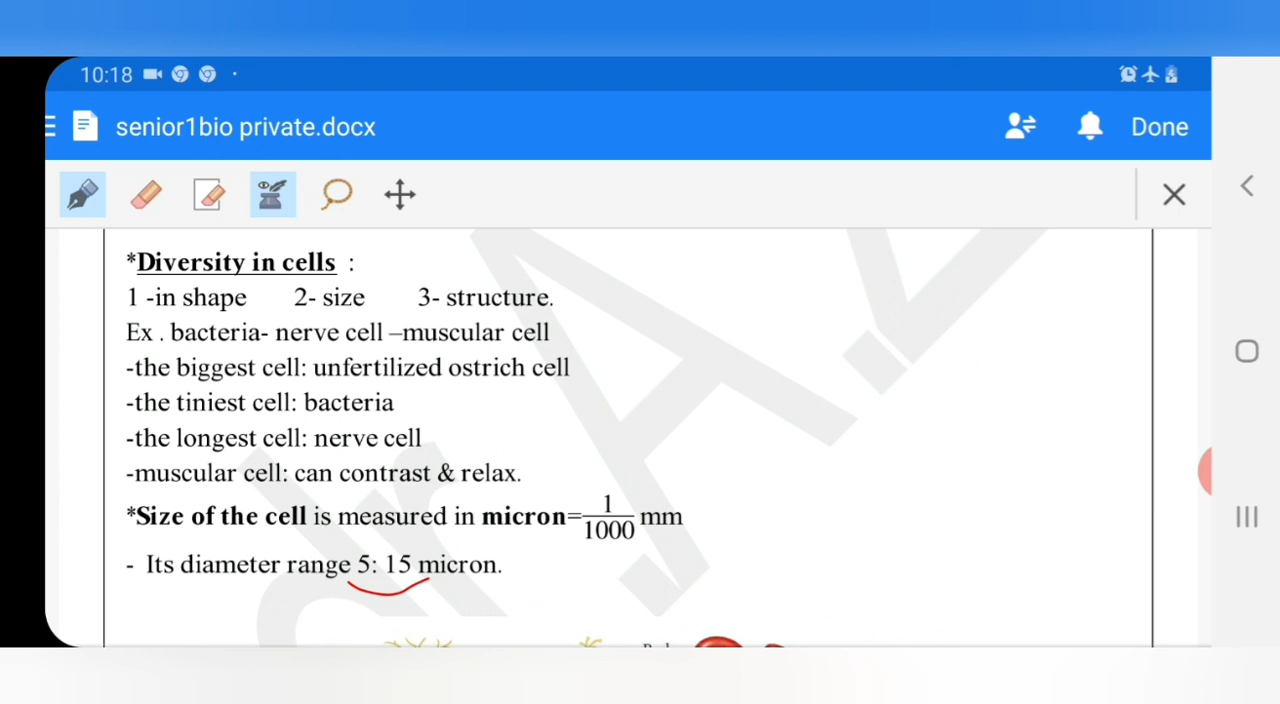 10:18
senior1bio private.docx
Done
*Diversity in cells :
1 -in shape 2- size 3- structure.
Ex . bacteria- nerve cell –muscular cell
-the biggest cell: unfertilized ostrich cell
-the tiniest cell: bacteria
-the longest cell: nerve cell
-muscular cell: can contrast & relax.
*Size of the cell is measured in micron=1/1000 mm
- Its diameter range 5: 15 micron.